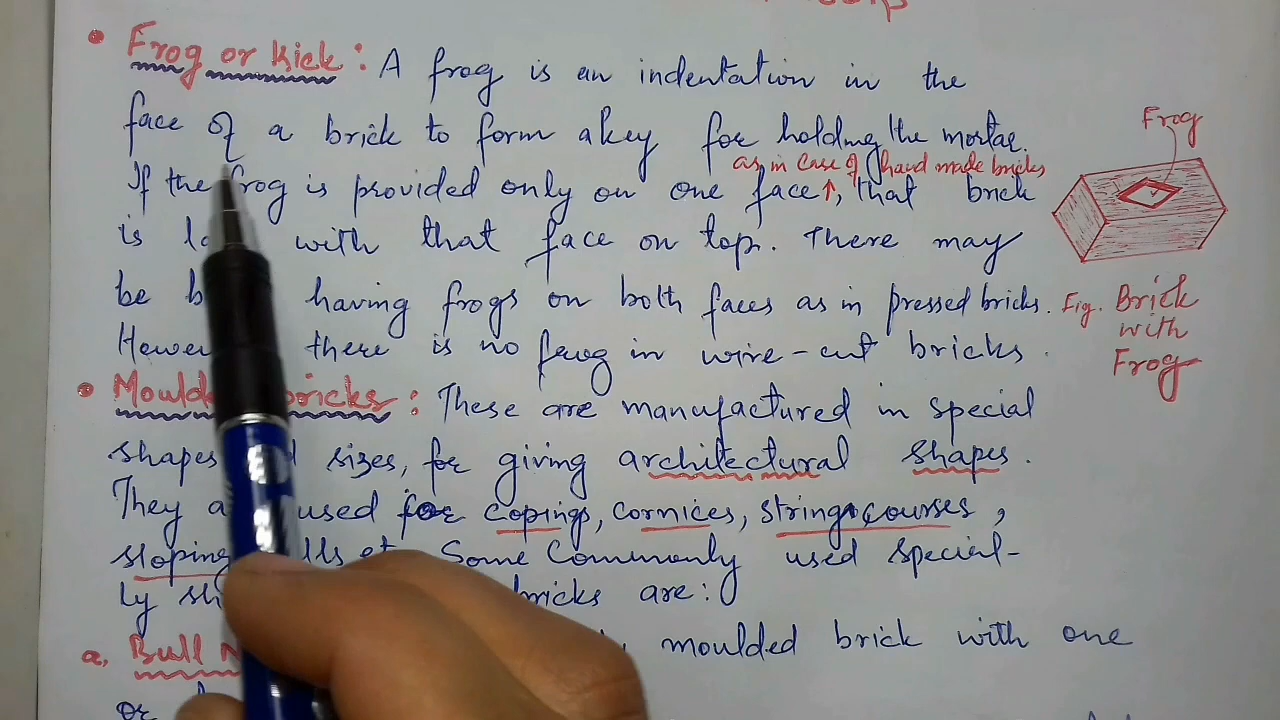 • Frog or Kick : A frog is an indentation in the
face of a brick to form a key for holding the mortar.
as in case of hand made bricks
If the frog is provided only on one face↑, that brick
is with that face on top. There may
be having frogs on both faces as in pressed bricks.
there is no frog in wire-cut bricks.
• bricks : These are manufactured in special
shapes sizes, for giving architectural shapes.
They used for copings, cornices, string courses,
sloping Some Commonly used special-
ly bricks are:
a. Bull moulded brick with one
or
Frog
Fig. Brick
with
Frog